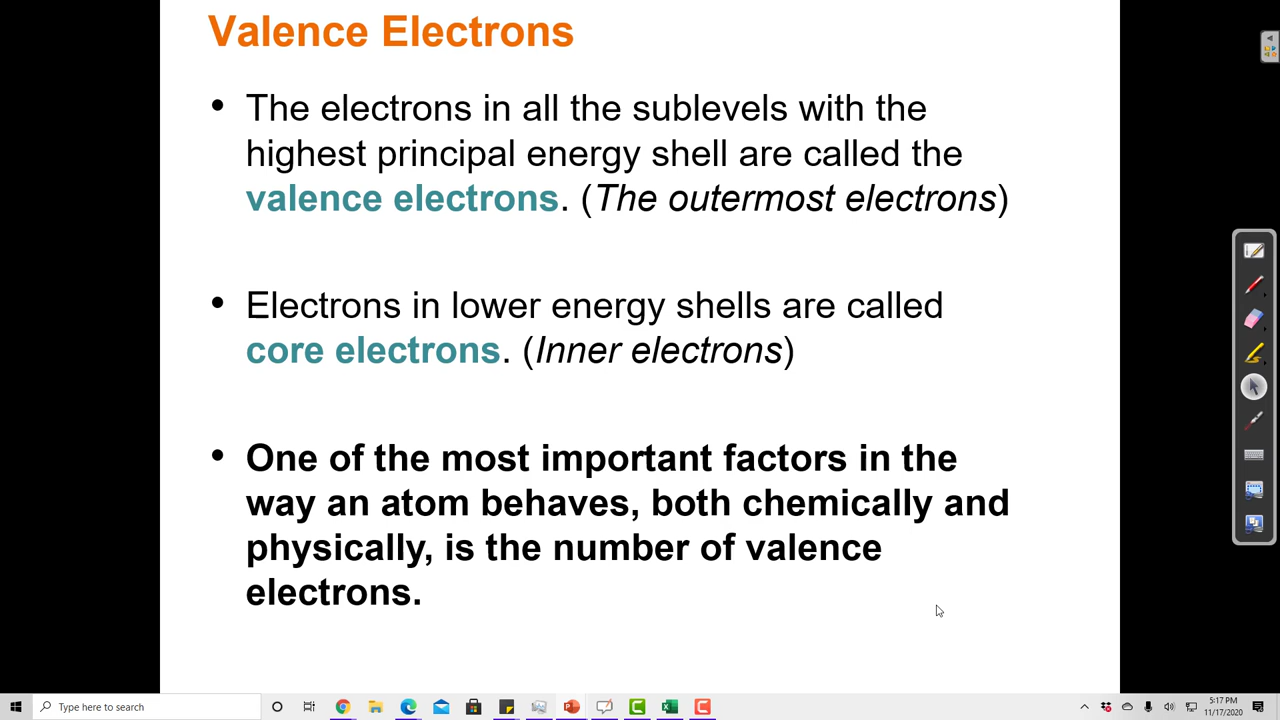 Valence Electrons
• The electrons in all the sublevels with the
highest principal energy shell are called the
valence electrons. (The outermost electrons)
• Electrons in lower energy shells are called
core electrons. (Inner electrons)
• One of the most important factors in the
way an atom behaves, both chemically and
physically, is the number of valence
electrons.
Type here to search
5:17 PM
11/17/2020